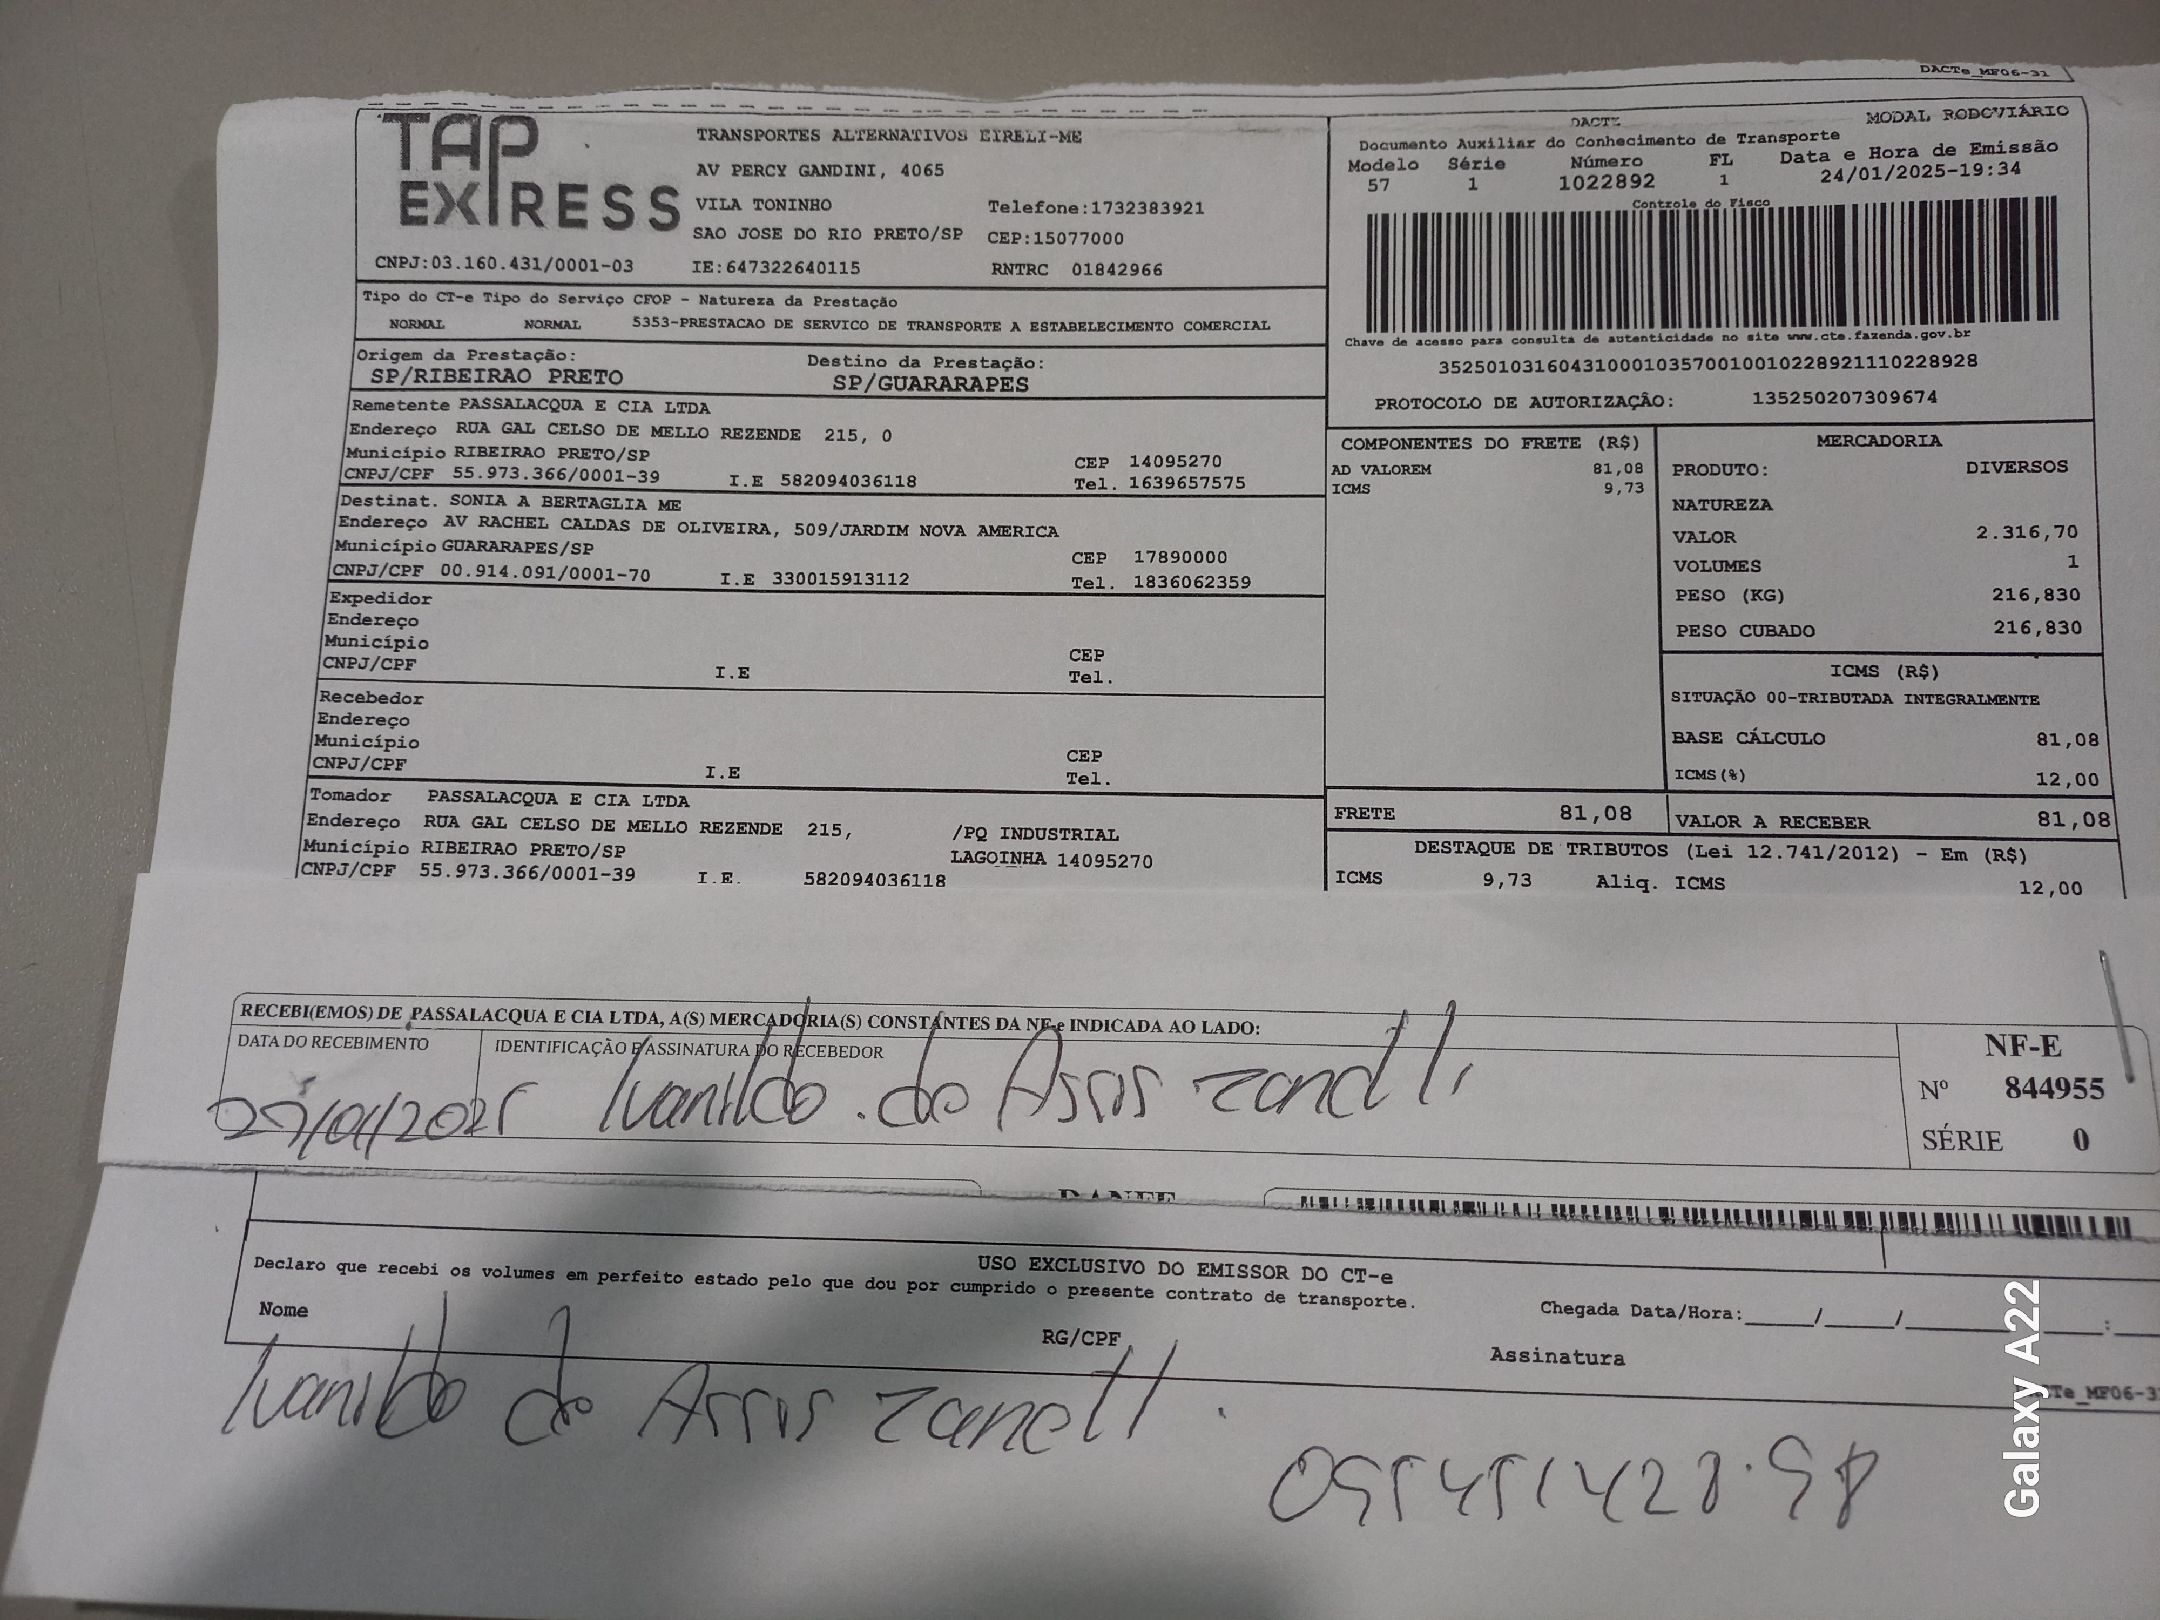 DACTe_MF06-31
TAP EXPRESS
TRANSPORTES ALTERNATIVOS EIRELI-ME
AV PERCY GANDINI, 4065
VILA TONINHO Telefone:1732383921
SAO JOSE DO RIO PRETO/SP CEP:15077000
CNPJ:03.160.431/0001-03 IE:647322640115 RNTRC 01842966
DACTE MODAL RODOVIÁRIO
Documento Auxiliar do Conhecimento de Transporte
Modelo Série Número FL Data e Hora de Emissão
57 1 1022892 1 24/01/2025-19:34
Controle do Fisco
Chave de acesso para consulta de autenticidade no site www.cte.fazenda.gov.br
35250103160431000103570010010228921110228928
PROTOCOLO DE AUTORIZAÇÃO: 135250207309674
Tipo do CT-e Tipo do Serviço CFOP - Natureza da Prestação
NORMAL NORMAL 5353-PRESTACAO DE SERVICO DE TRANSPORTE A ESTABELECIMENTO COMERCIAL
Origem da Prestação: Destino da Prestação:
SP/RIBEIRAO PRETO SP/GUARARAPES
Remetente PASSALACQUA E CIA LTDA
Endereço RUA GAL CELSO DE MELLO REZENDE 215, 0
Município RIBEIRAO PRETO/SP CEP 14095270
CNPJ/CPF 55.973.366/0001-39 I.E 582094036118 Tel. 1639657575
Destinat. SONIA A BERTAGLIA ME
Endereço AV RACHEL CALDAS DE OLIVEIRA, 509/JARDIM NOVA AMERICA
Município GUARARAPES/SP CEP 17890000
CNPJ/CPF 00.914.091/0001-70 I.E 330015913112 Tel. 1836062359
Expedidor
Endereço
Município CEP
CNPJ/CPF I.E Tel.
Recebedor
Endereço
Município CEP
CNPJ/CPF I.E Tel.
Tomador PASSALACQUA E CIA LTDA
Endereço RUA GAL CELSO DE MELLO REZENDE 215, /PQ INDUSTRIAL
Município RIBEIRAO PRETO/SP LAGOINHA 14095270
CNPJ/CPF 55.973.366/0001-39 I.E. 582094036118
COMPONENTES DO FRETE (R$)
AD VALOREM 81,08
ICMS 9,73
MERCADORIA
PRODUTO: DIVERSOS
NATUREZA
VALOR 2.316,70
VOLUMES 1
PESO (KG) 216,830
PESO CUBADO 216,830
ICMS (R$)
SITUAÇÃO 00-TRIBUTADA INTEGRALMENTE
BASE CÁLCULO 81,08
ICMS(%) 12,00
FRETE 81,08 VALOR A RECEBER 81,08
DESTAQUE DE TRIBUTOS (Lei 12.741/2012) - Em (R$)
ICMS 9,73 Aliq. ICMS 12,00
RECEBI(EMOS) DE PASSALACQUA E CIA LTDA, A(S) MERCADORIA(S) CONSTANTES DA NF-e INDICADA AO LADO:
DATA DO RECEBIMENTO IDENTIFICAÇÃO E ASSINATURA DO RECEBEDOR
Ivanildo de Assis Zanetti
NF-E
Nº 844955
SÉRIE 0
DANFE
USO EXCLUSIVO DO EMISSOR DO CT-e
Declaro que recebi os volumes em perfeito estado pelo que dou por cumprido o presente contrato de transporte.
Nome RG/CPF Assinatura Chegada Data/Hora:_____/_____/_________ _____:
Ivanildo de Assis Zanetti
Galaxy A22